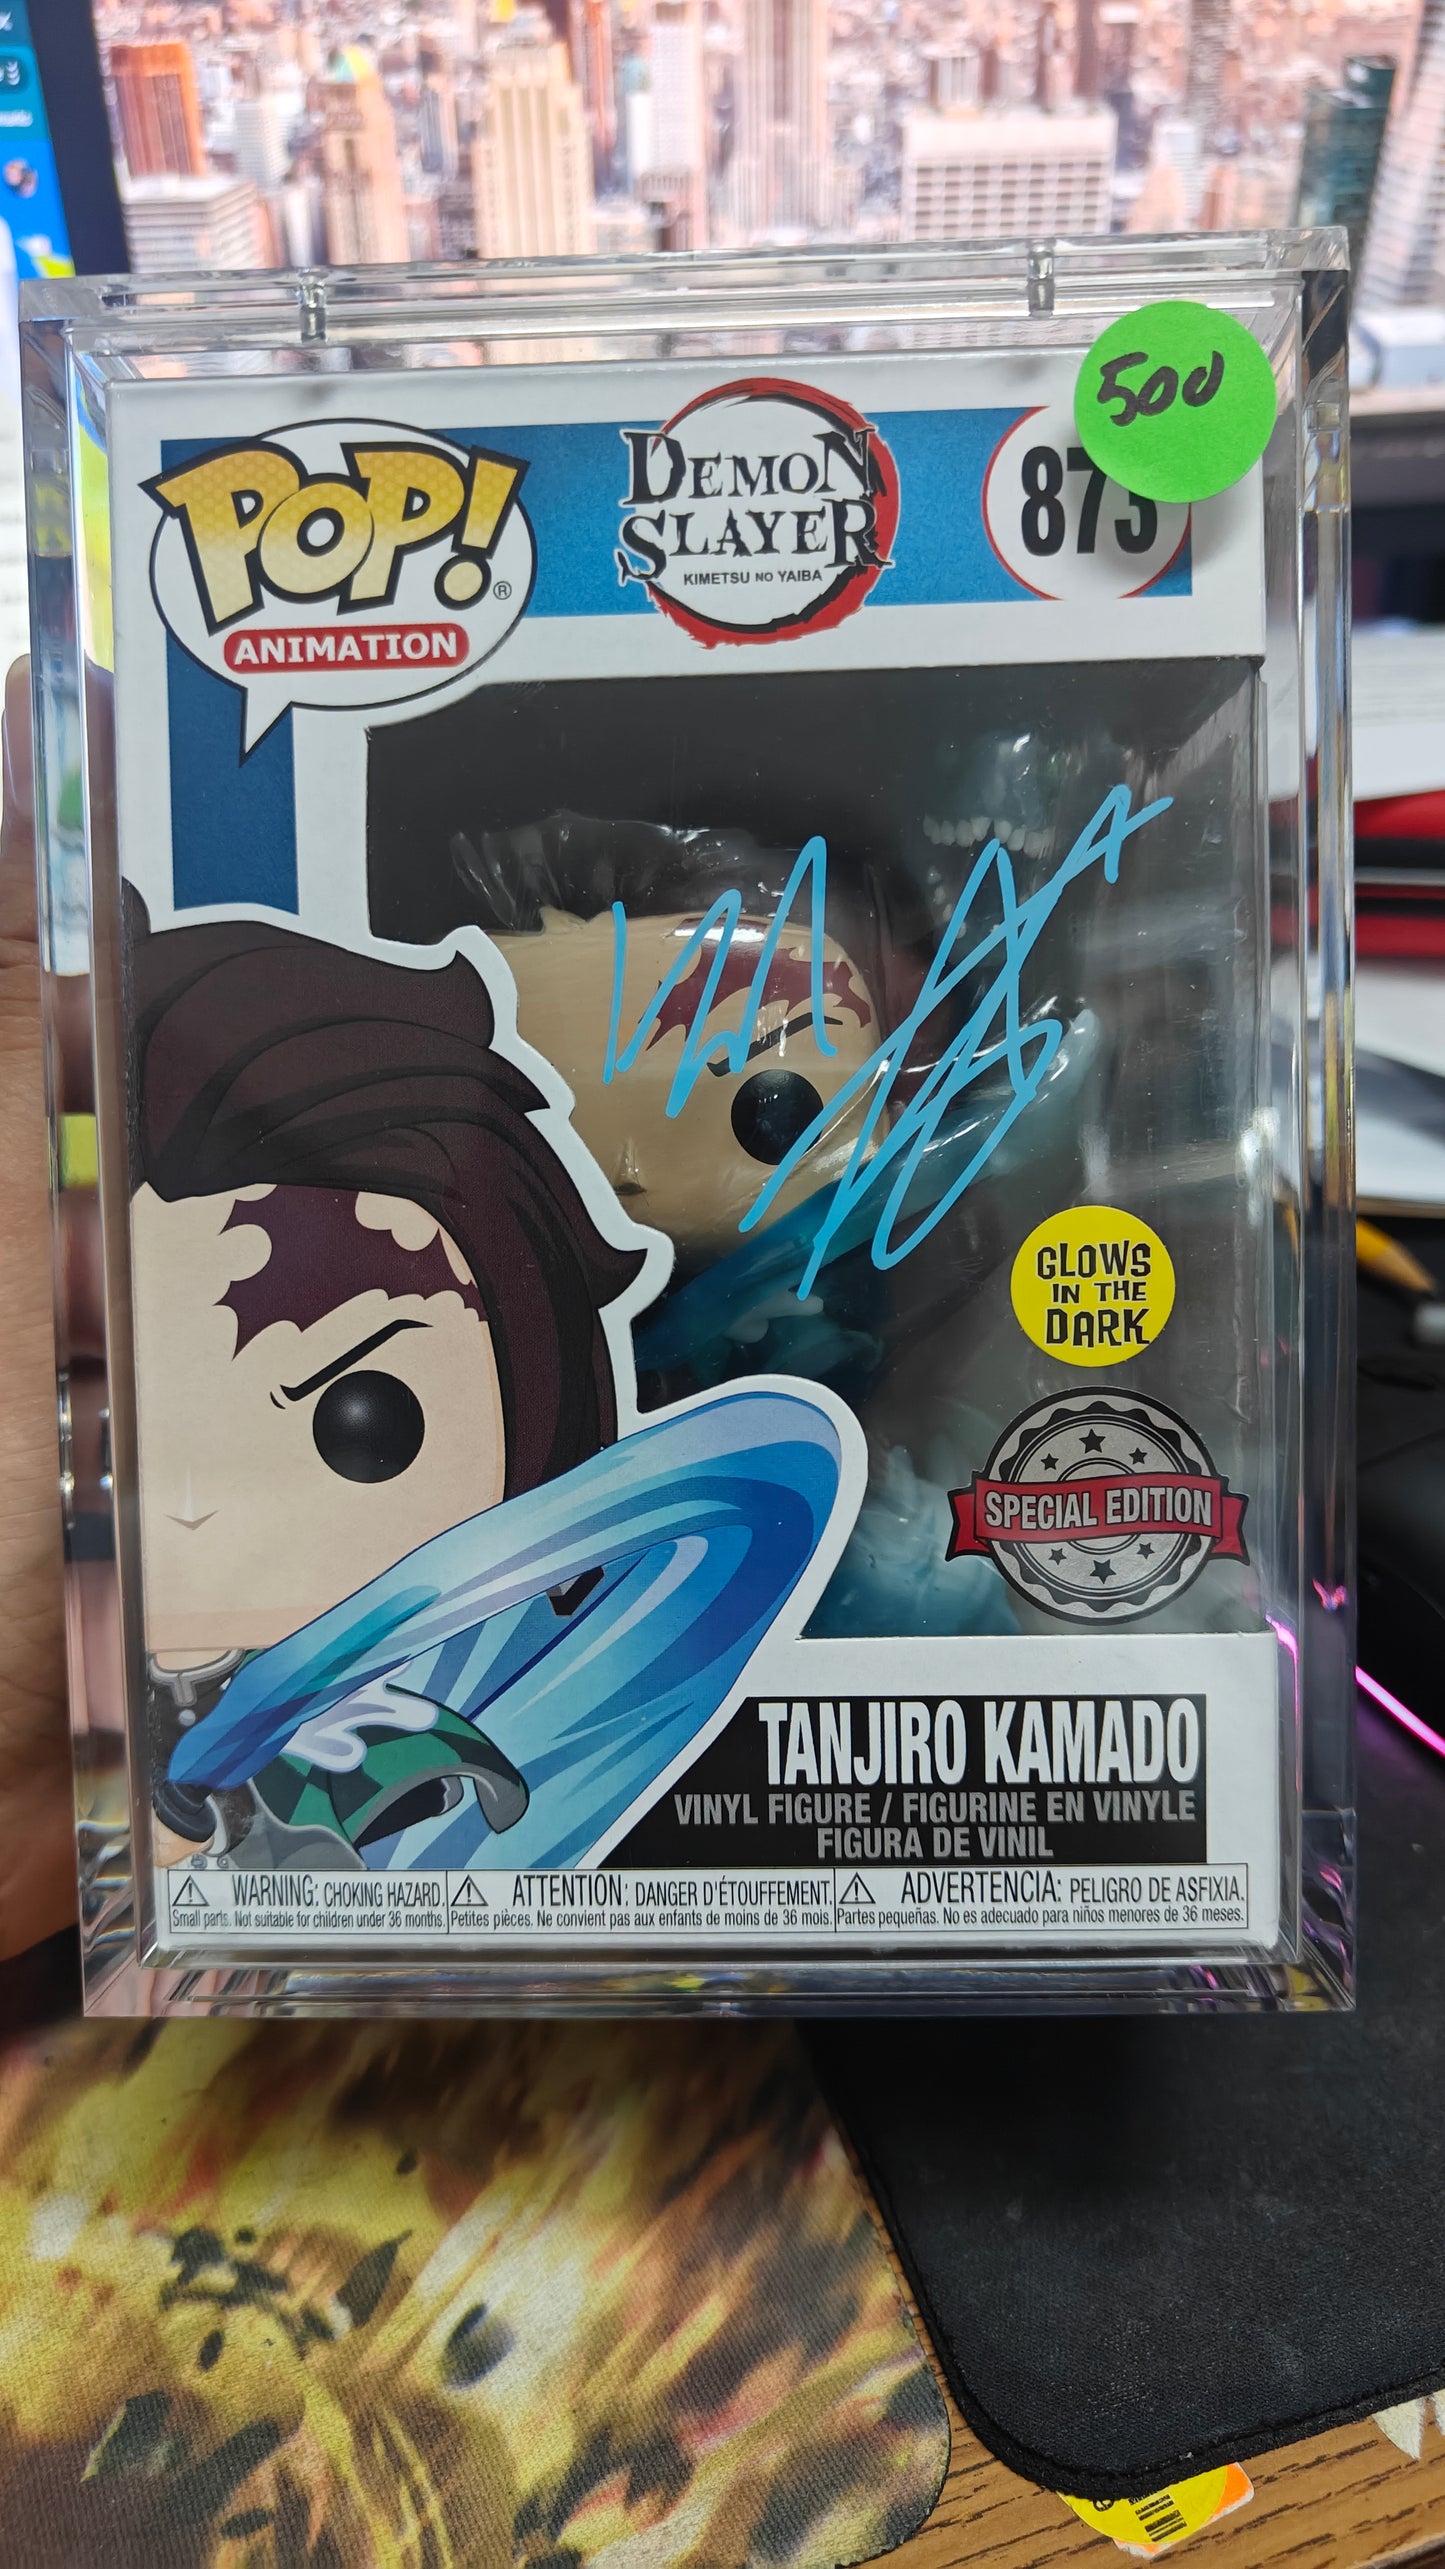 500
POP!®
ANIMATION
DEMON
SLAYER
KIMETSU NO YAIBA
873
GLOWS
IN THE
DARK
SPECIAL EDITION
TANJIRO KAMADO
VINYL FIGURE / FIGURINE EN VINYLE
FIGURA DE VINIL
WARNING: CHOKING HAZARD.
Small parts. Not suitable for children under 36 months.
ATTENTION: DANGER D'ÉTOUFFEMENT.
Petites pièces. Ne convient pas aux enfants de moins de 36 mois.
ADVERTENCIA: PELIGRO DE ASFIXIA.
Partes pequeñas. No es adecuado para niños menores de 36 meses.